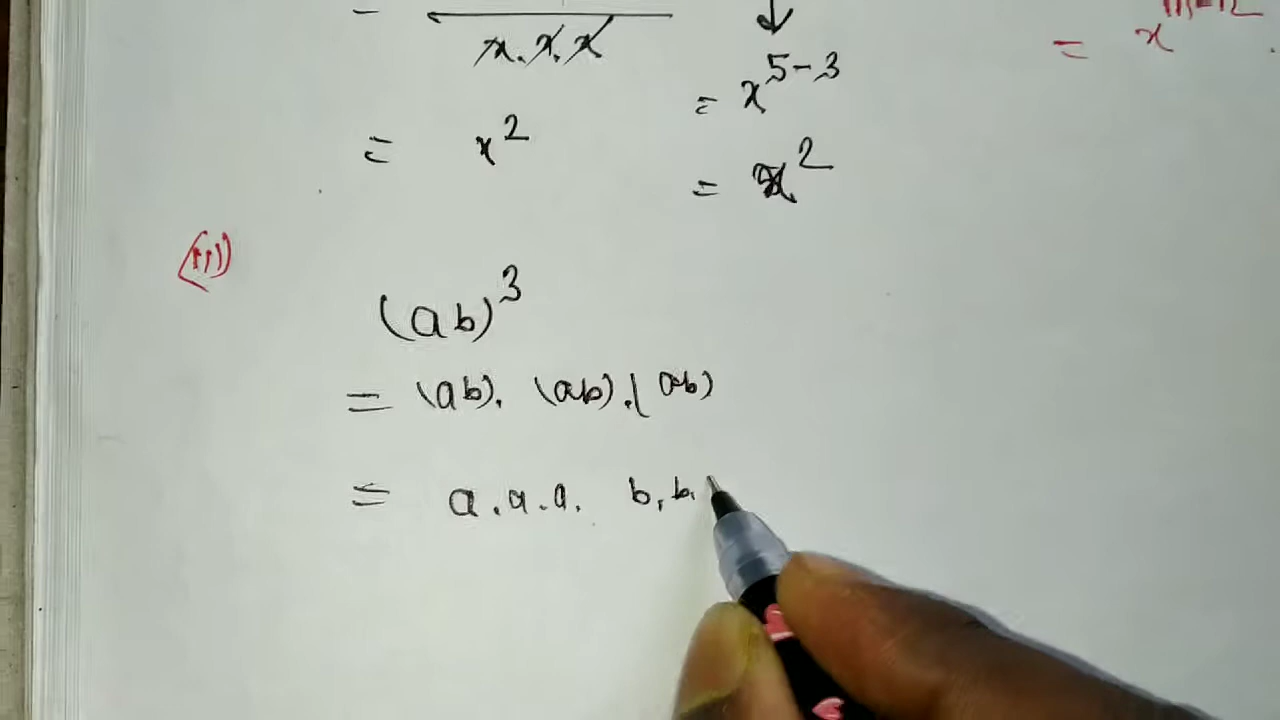 x.x.x
= x^{5-3}
= x^2
= x^2
(iii)
(ab)^3
= (ab). (ab).(ab)
= a.a.a. b.b.